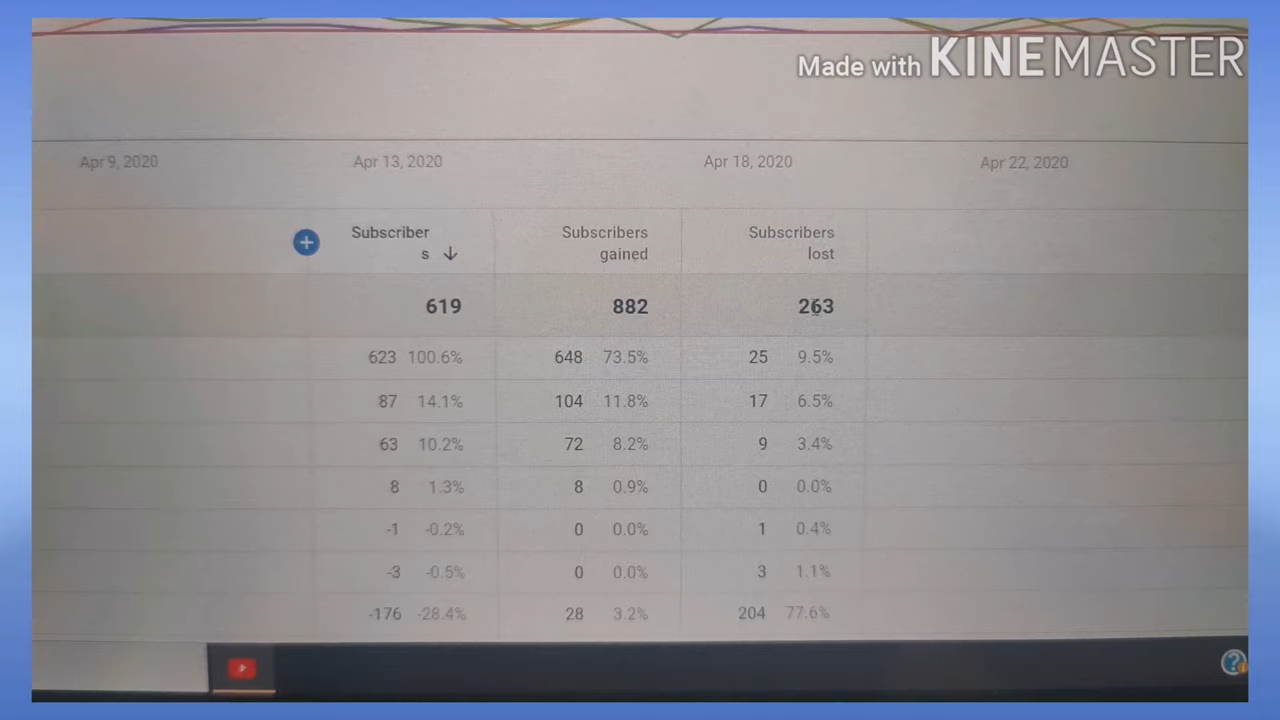 Made with KINEMASTER
Apr 9, 2020 Apr 13, 2020 Apr 18, 2020 Apr 22, 2020
Subscriber Subscribers Subscribers
s gained lost
619 882 263
623 100.6% 648 73.5% 25 9.5%
87 14.1% 104 11.8% 17 6.5%
63 10.2% 72 8.2% 9 3.4%
8 1.3% 8 0.9% 0 0.0%
-1 -0.2% 0 0.0% 1 0.4%
-3 -0.5% 0 0.0% 3 1.1%
-176 -28.4% 28 3.2% 204 77.6%